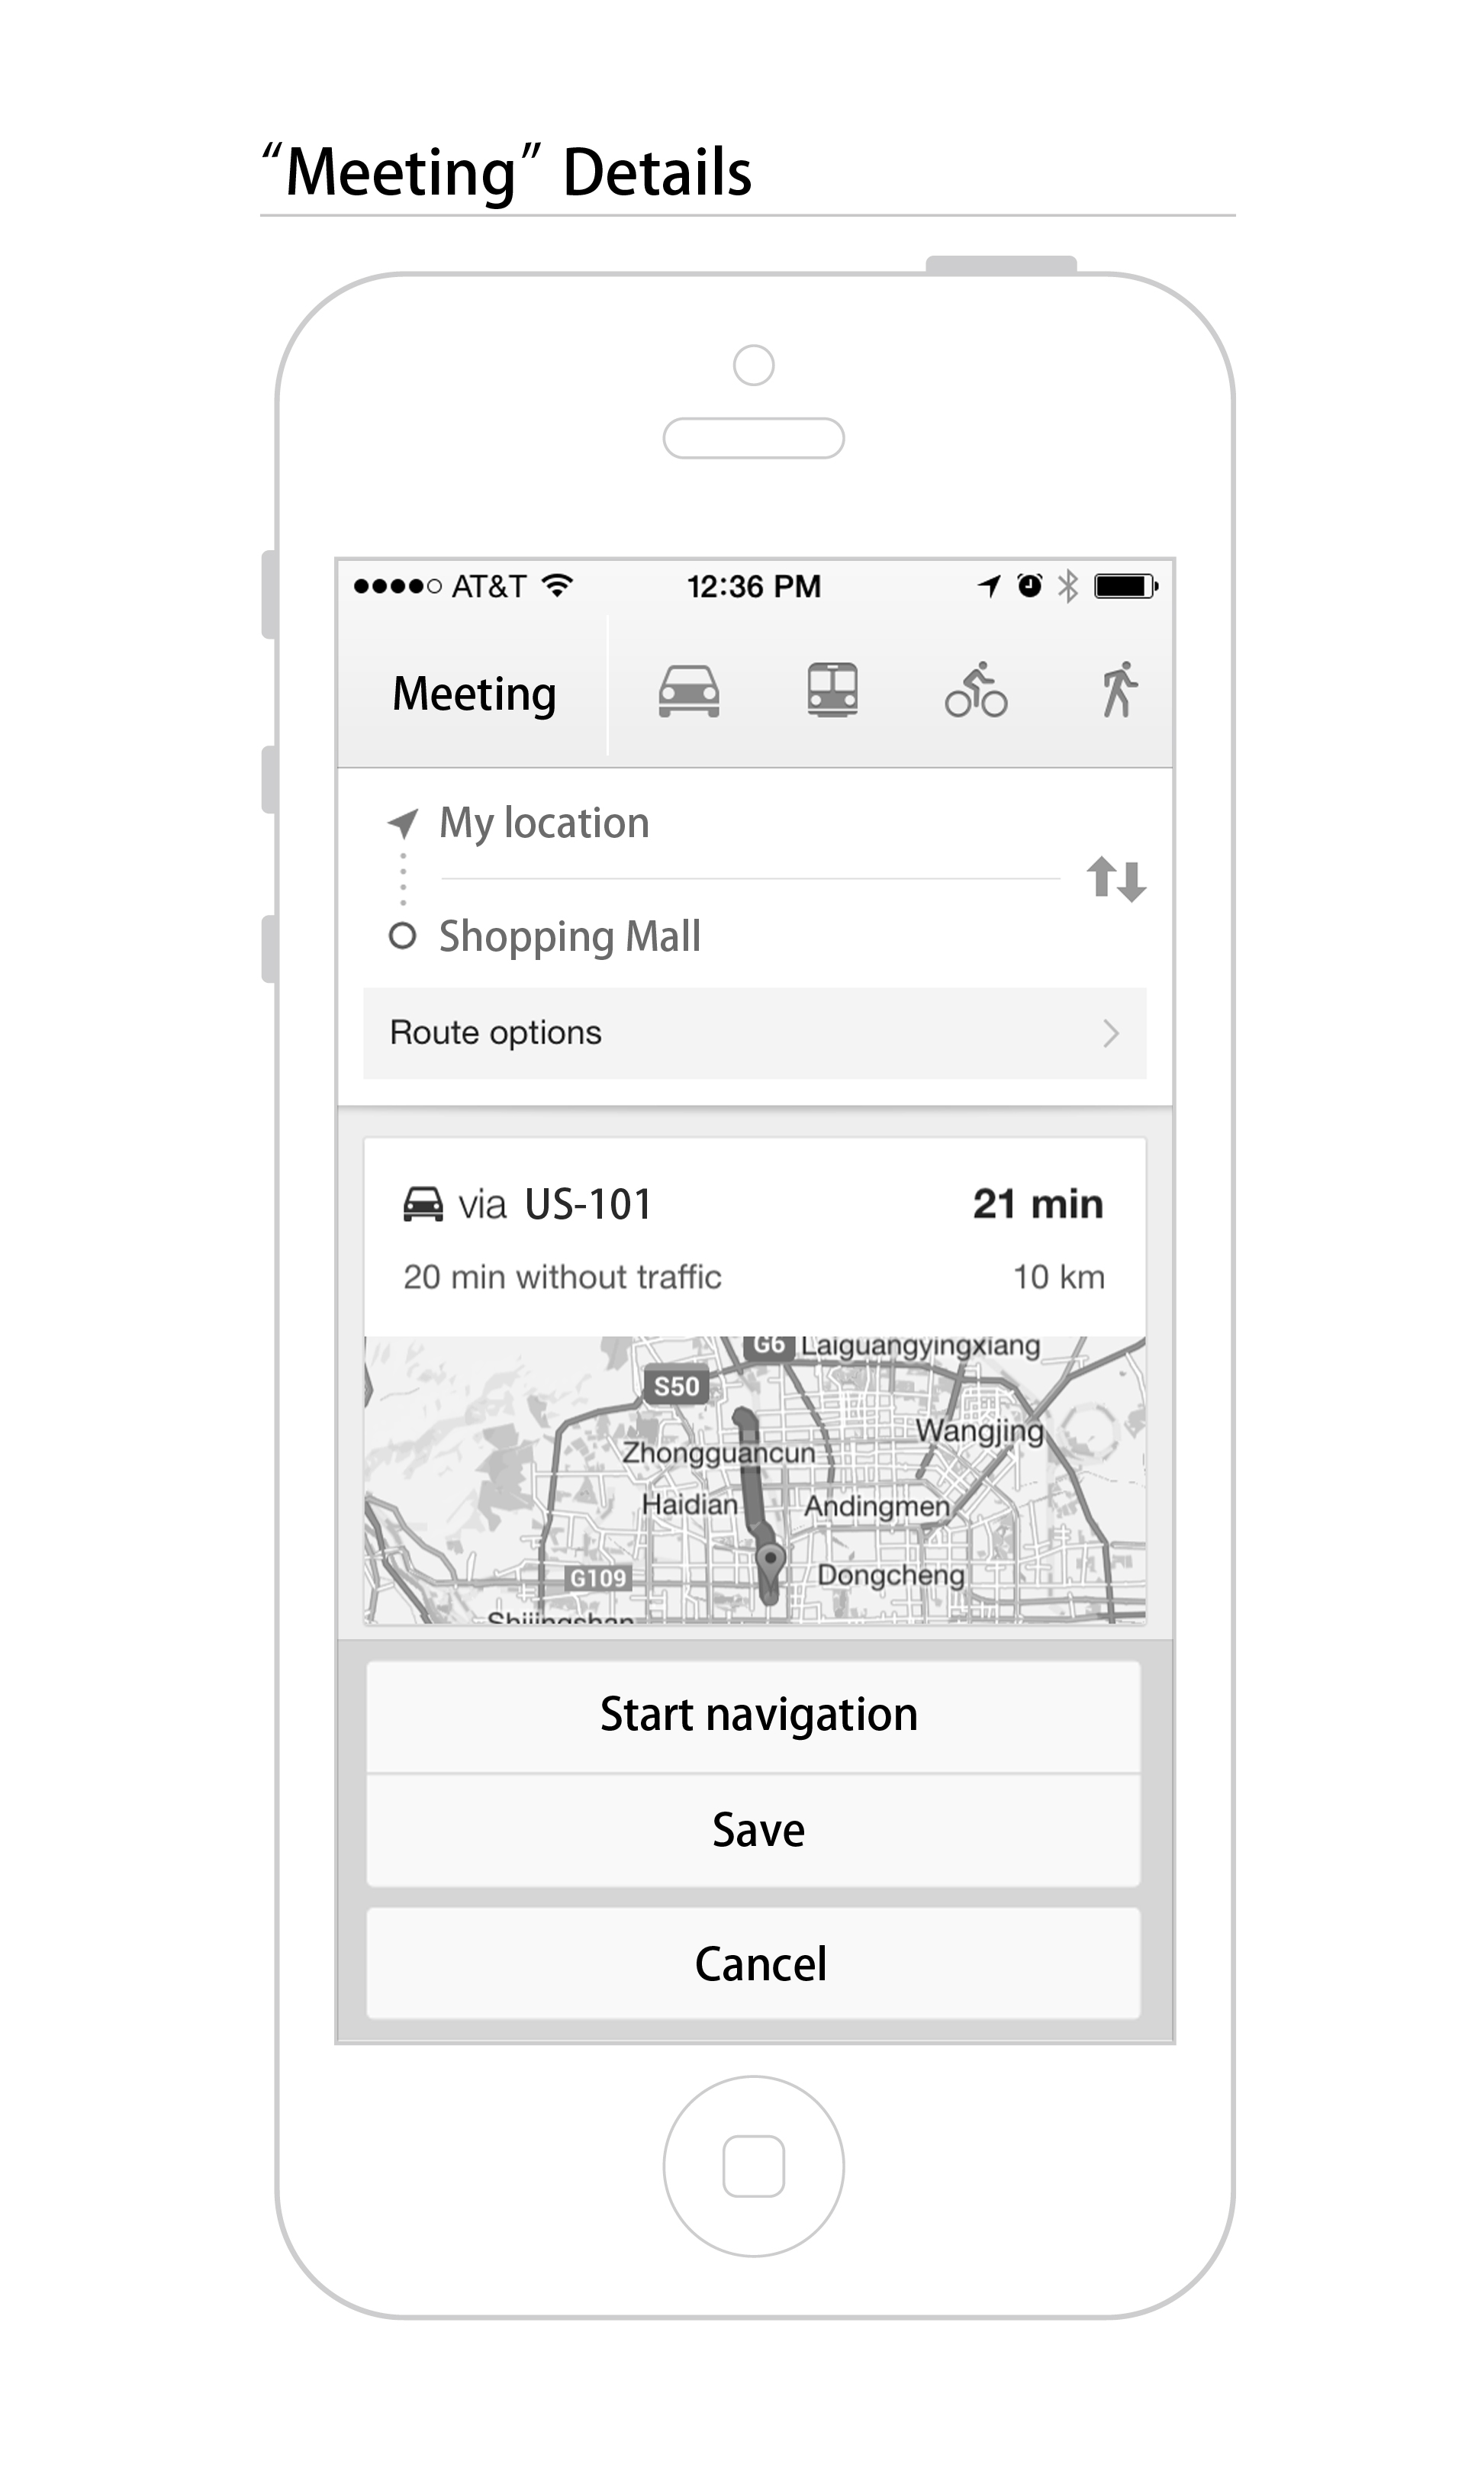 “Meeting” Details
AT&T 12:36 PM
Meeting
My location
Shopping Mall
Route options
via US-101 21 min
20 min without traffic 10 km
G6 Laiguangyingxiang
S50
Wangjing
Zhongguancun
Haidian Andingmen
G109 Dongcheng
Shijingshan
Start navigation
Save
Cancel